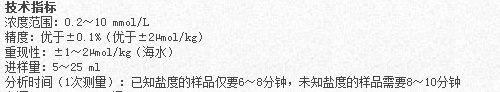 技术指标
浓度范围：0.2～10 mmol/L
精度：优于±0.1%（优于±2μmol/kg）
重现性：±1～2μmol/kg（海水）
进样量：5～25 ml
分析时间（1次测量）：已知盐度的样品仅要6～8分钟，未知盐度的样品需要8～10分钟